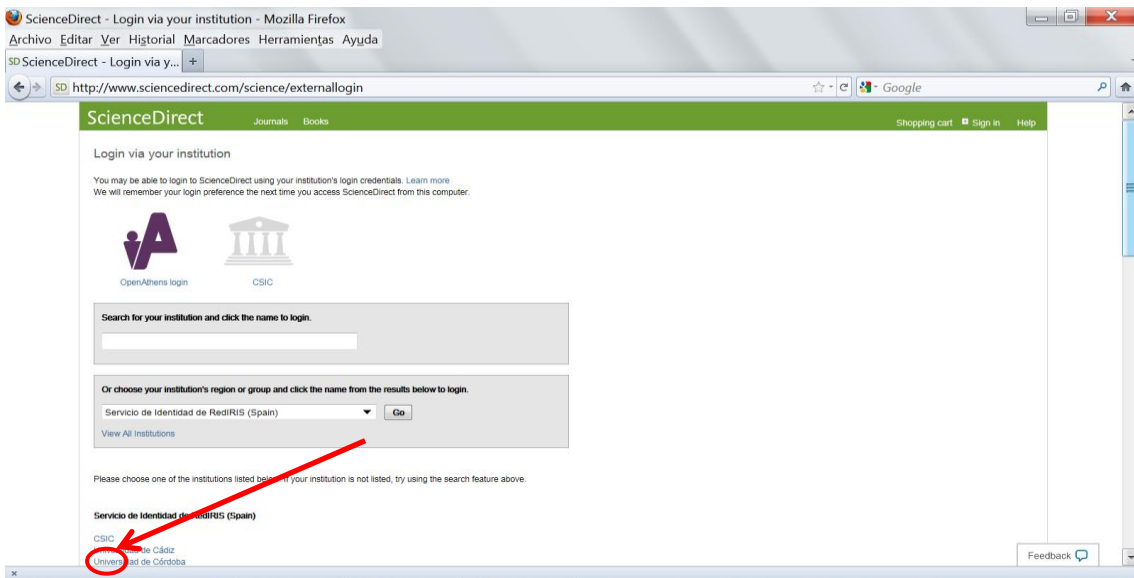 ScienceDirect - Login via your institution - Mozilla Firefox
Archivo Editar Ver Historial Marcadores Herramientas Ayuda
SD ScienceDirect - Login via y... +
SD http://www.sciencedirect.com/science/externallogin Google
ScienceDirect Journals Books Shopping cart Sign in Help
Login via your institution
You may be able to login to ScienceDirect using your institution's login credentials. Learn more
We will remember your login preference the next time you access ScienceDirect from this computer.
OpenAthens login CSIC
Search for your institution and click the name to login.
Or choose your institution's region or group and click the name from the results below to login.
Servicio de Identidad de RedIRIS (Spain) Go
View All Institutions
Please choose one of the institutions listed below. If your institution is not listed, try using the search feature above.
Servicio de Identidad de RedIRIS (Spain)
CSIC
Universidad de Cádiz
Universidad de Córdoba
Feedback